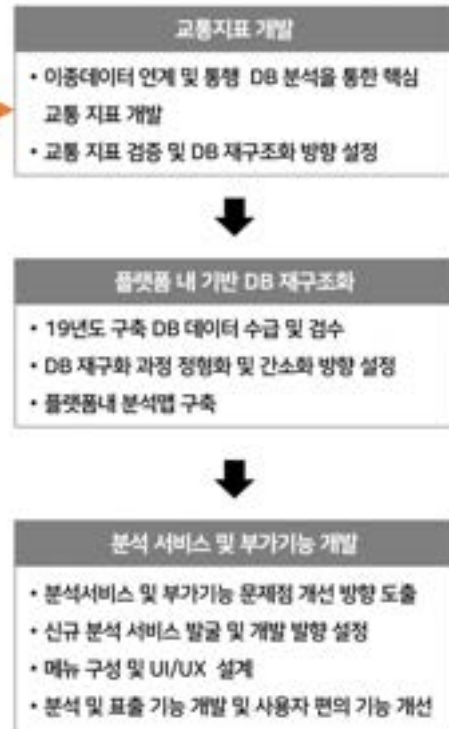 교통지표 개발
• 이종데이터 연계 및 통행 DB 분석을 통한 핵심
교통 지표 개발
• 교통 지표 검증 및 DB 재구조화 방향 설정
플랫폼 내 기반 DB 재구조화
• 19년도 구축 DB 데이터 수급 및 검수
• DB 재구화 과정 정형화 및 간소화 방향 설정
• 플랫폼내 분석맵 구축
분석 서비스 및 부가기능 개발
• 분석서비스 및 부가기능 문제점 개선 방향 도출
• 신규 분석 서비스 발굴 및 개발 발향 설정
• 메뉴 구성 및 UI/UX 설계
• 분석 및 표출 기능 개발 및 사용자 편의 기능 개선